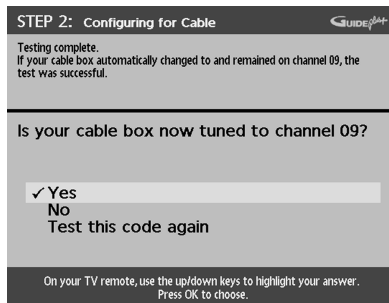 STEP 2: Configuring for Cable GUIDE plus+
Testing complete.
If your cable box automatically changed to and remained on channel 09, the
test was successful.
Is your cable box now tuned to channel 09?
✓ Yes
No
Test this code again
On your TV remote, use the up/down keys to highlight your answer.
Press OK to choose.